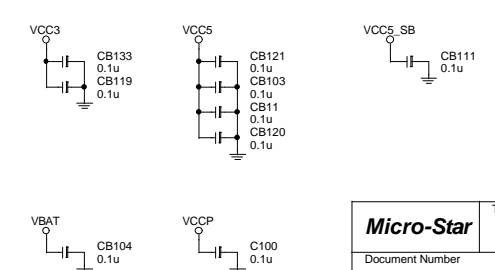 VCC3
VCC5
VCC5_SB
CB133
0.1u
CB119
0.1u
CB121
0.1u
CB103
0.1u
CB11
0.1u
CB120
0.1u
CB111
0.1u
VBAT
VCCP
CB104
0.1u
C100
0.1u
Micro-Star
Document Number